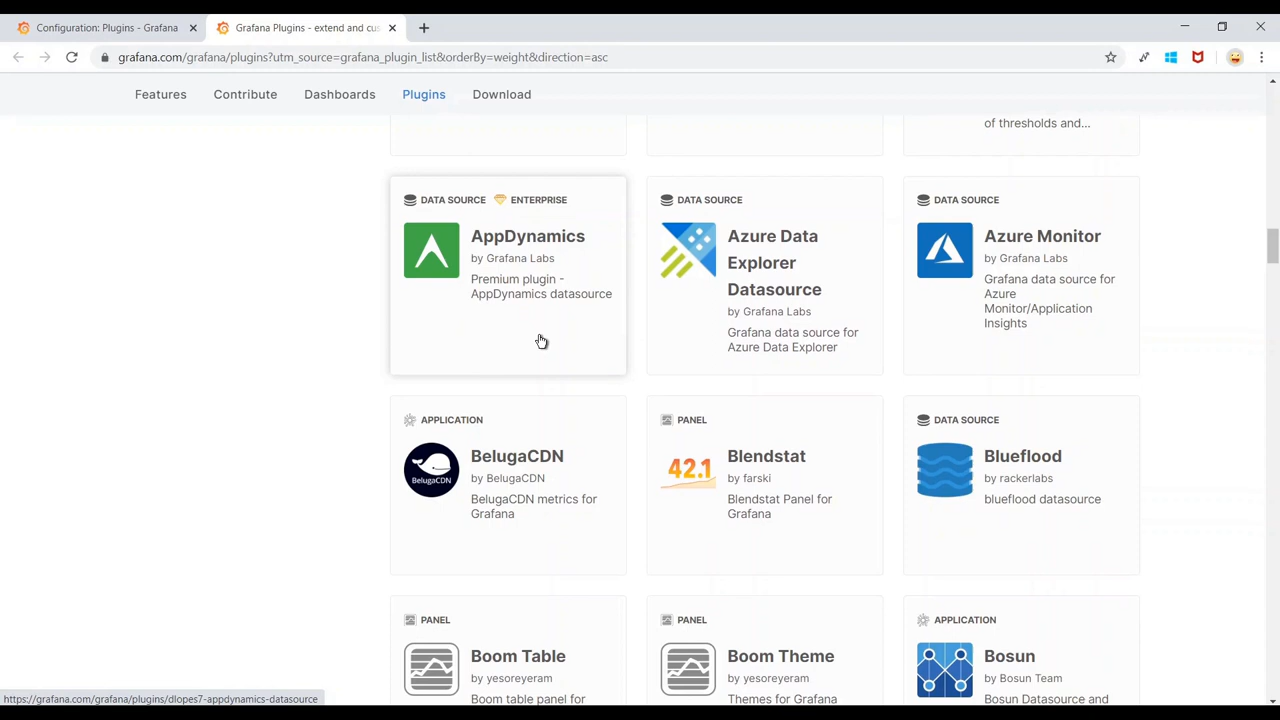 Configuration: Plugins - Grafana
Grafana Plugins - extend and cus
grafana.com/grafana/plugins?utm_source=grafana_plugin_list&orderBy=weight&direction=asc
Features
Contribute
Dashboards
Plugins
Download
of thresholds and...
DATA SOURCE
ENTERPRISE
AppDynamics
by Grafana Labs
Premium plugin -
AppDynamics datasource
DATA SOURCE
Azure Data
Explorer
Datasource
by Grafana Labs
Grafana data source for
Azure Data Explorer
DATA SOURCE
Azure Monitor
by Grafana Labs
Grafana data source for
Azure
Monitor/Application
Insights
APPLICATION
BelugaCDN
BelugaCDN
by BelugaCDN
BelugaCDN metrics for
Grafana
PANEL
42.1
Blendstat
by farski
Blendstat Panel for
Grafana
DATA SOURCE
Blueflood
by rackerlabs
blueflood datasource
PANEL
Boom Table
by yesoreyeram
Boom table panel for
PANEL
Boom Theme
by yesoreyeram
Themes for Grafana
APPLICATION
Bosun
by Bosun Team
Bosun Datasource and
https://grafana.com/grafana/plugins/dlopes7-appdynamics-datasource